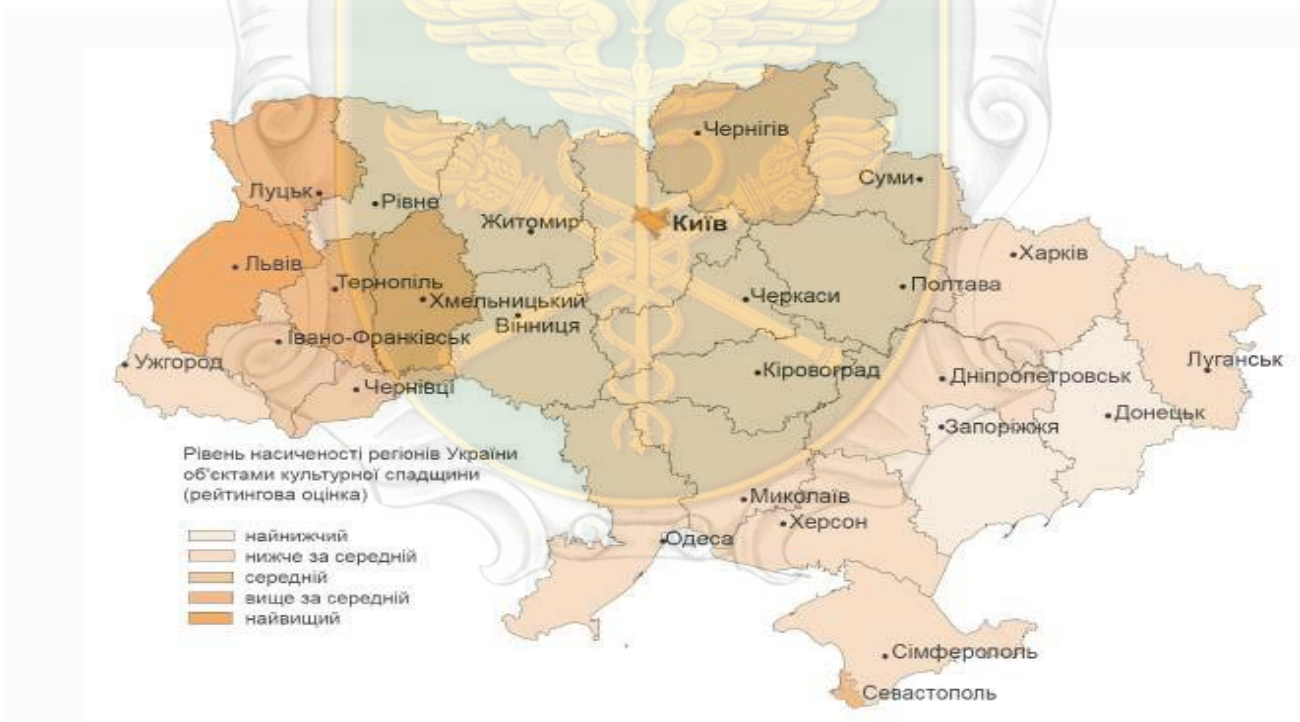 Чернігів
Суми
Луцьк
Рівне
Житомир
Київ
Харків
Львів
Тернопіль
Хмельницький
Черкаси
Полтава
Вінниця
Івано-Франківськ
Ужгород
Луганськ
Кіровоград
Дніпропетровськ
Чернівці
Донецьк
Запоріжжя
Рівень насиченості регіонів України
об'єктами культурної спадщини
(рейтингова оцінка)
Миколаїв
Херсон
Одеса
найнижчий
нижче за середній
середній
вище за середній
найвищий
Сімферополь
Севастополь